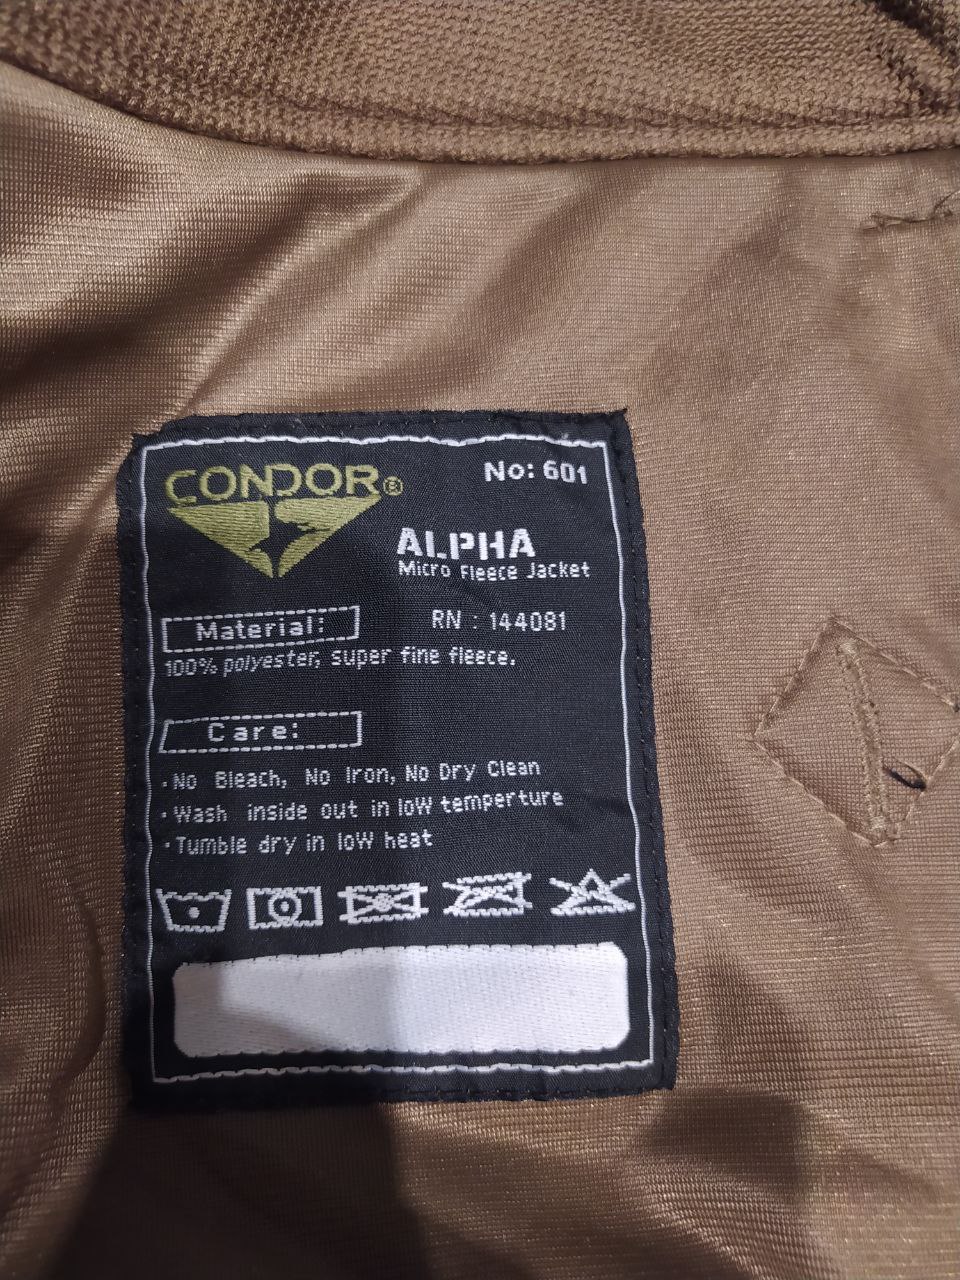 CONDOR®
No: 601
ALPHA
Micro Fleece Jacket
Material:
RN : 144081
100% polyester, super fine fleece.
Care:
·No Bleach, No Iron, No Dry Clean
·Wash inside out in low temperture
·Tumble dry in low heat